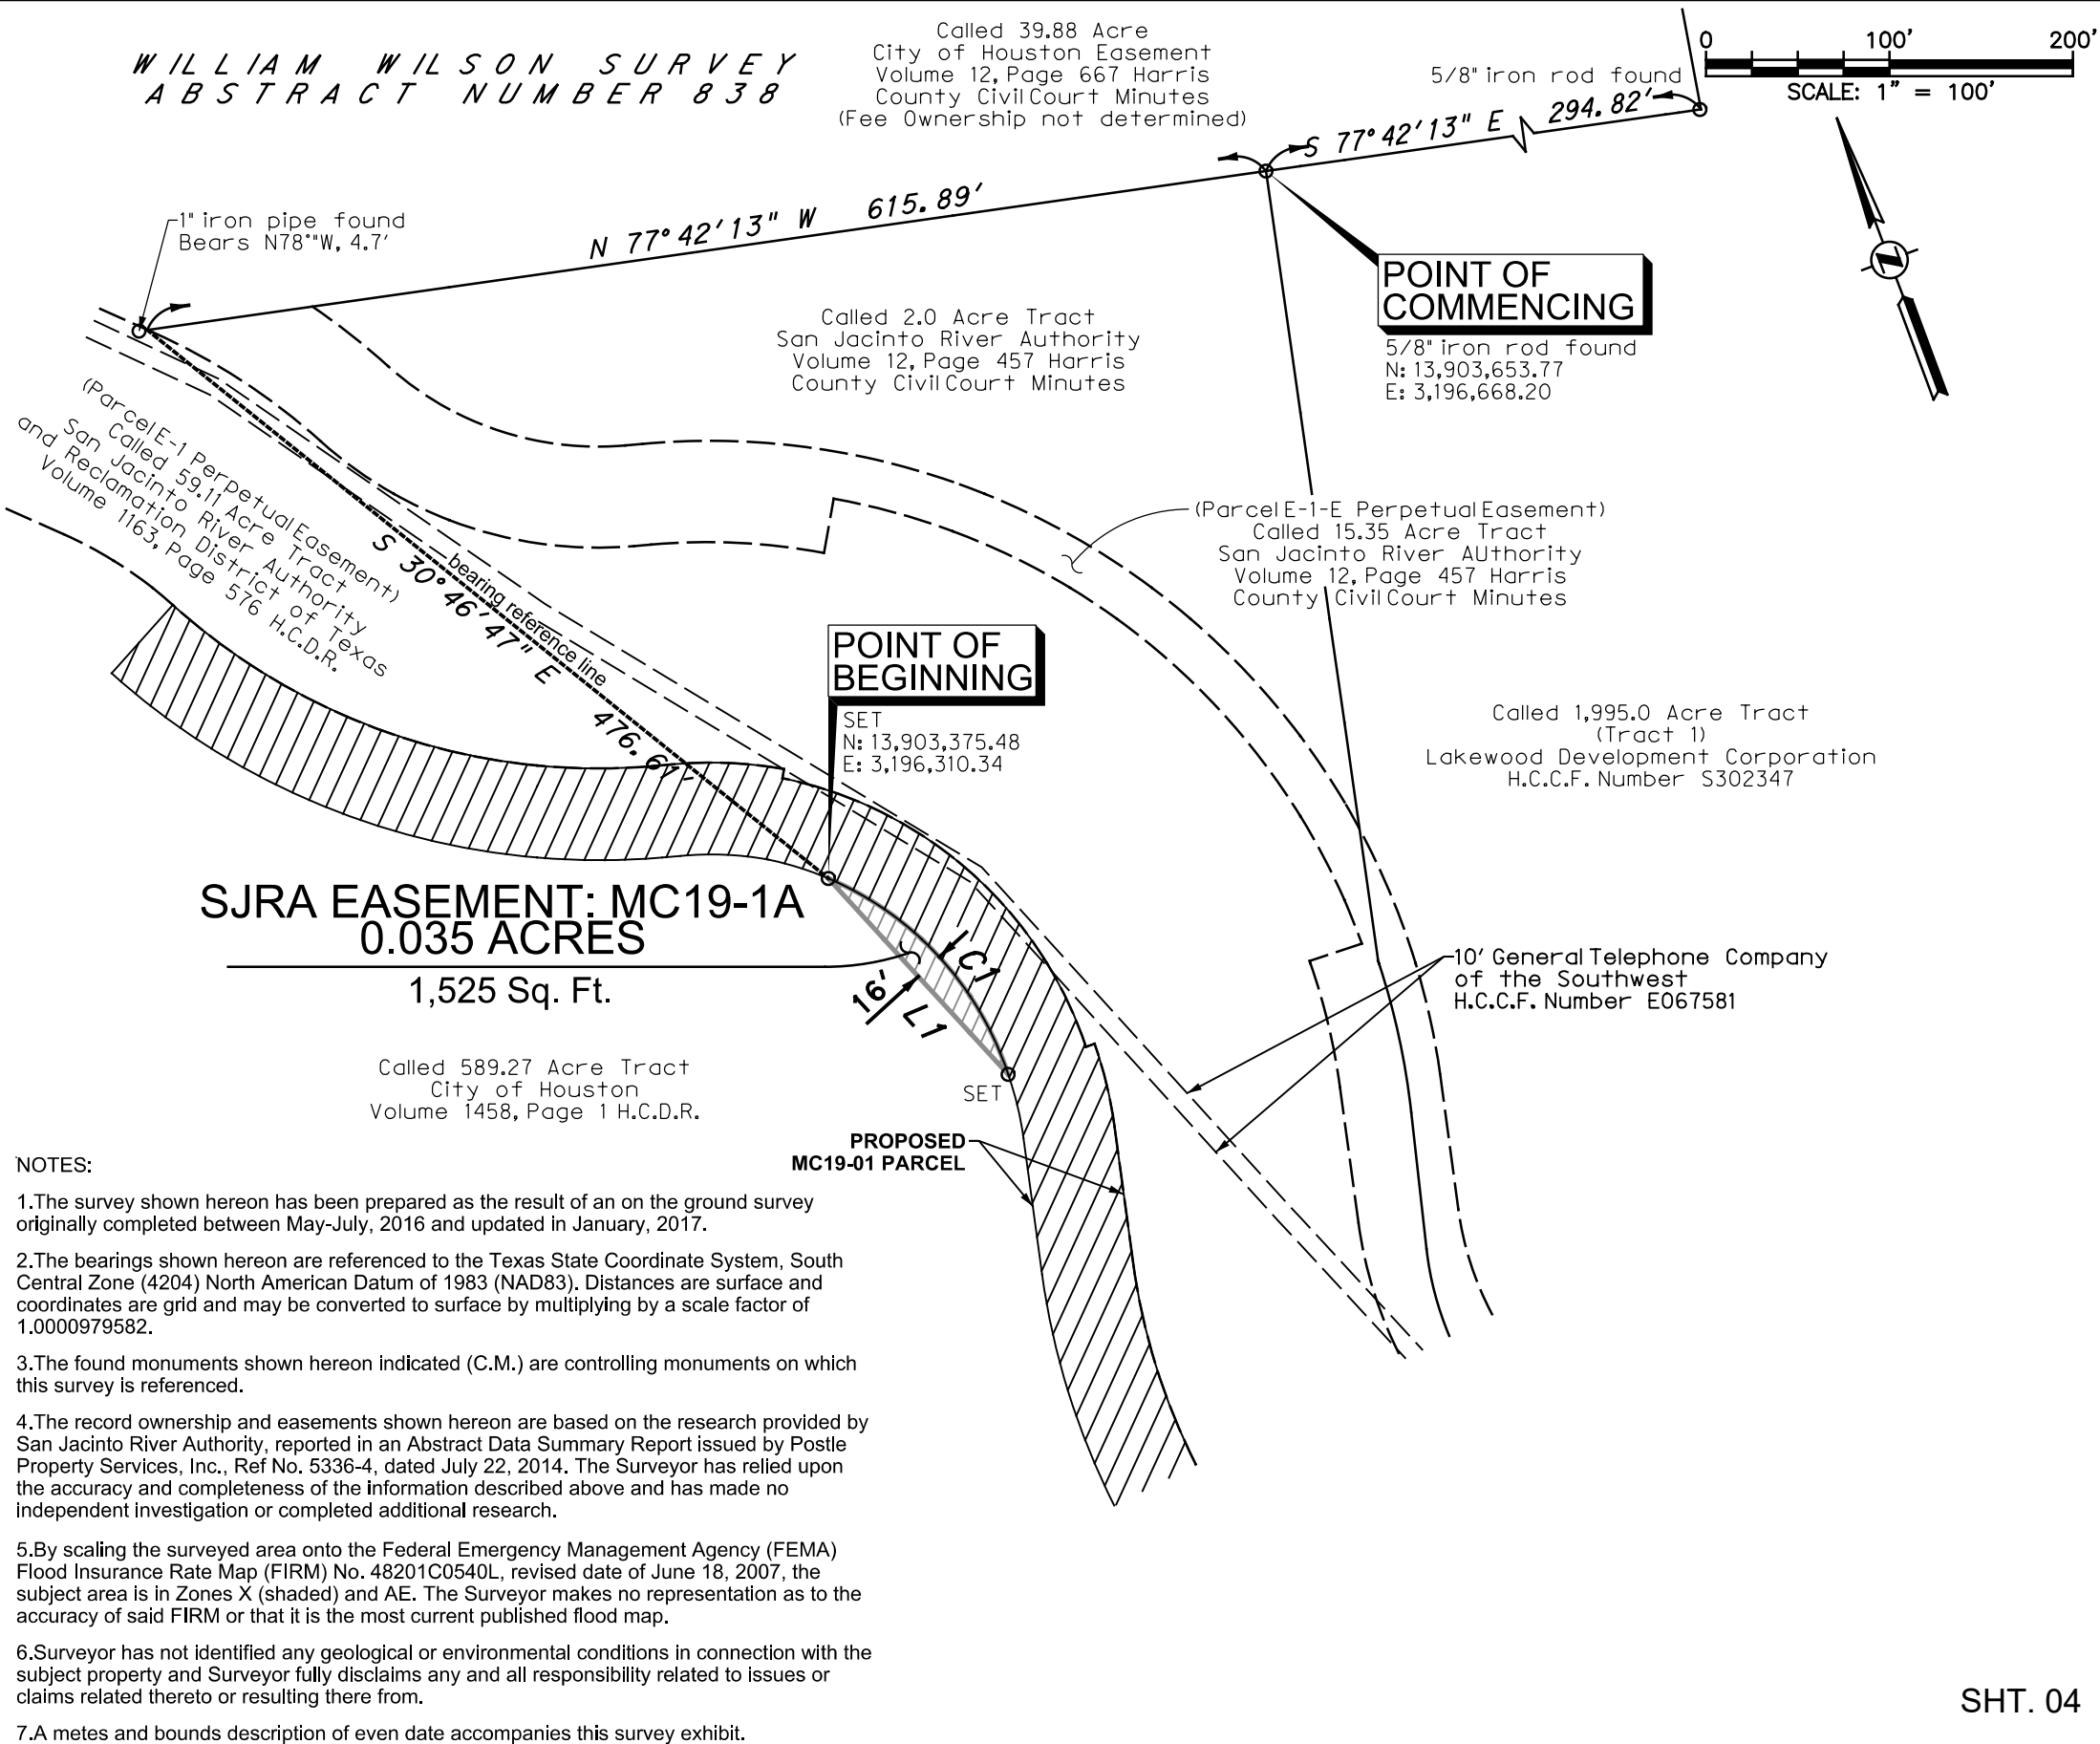 WILLIAM WILSON SURVEY
ABSTRACT NUMBER 838
Called 39.88 Acre
City of Houston Easement
Volume 12, Page 667 Harris
County Civil Court Minutes
(Fee Ownership not determined)
5/8" iron rod found
0 100' 200'
SCALE: 1" = 100'
S 77°42'13" E 294.82'
N 77°42'13" W 615.89'
1" iron pipe found
Bears N78°"W, 4.7'
N
POINT OF
COMMENCING
5/8" iron rod found
N: 13,903,653.77
E: 3,196,668.20
Called 2.0 Acre Tract
San Jacinto River Authority
Volume 12, Page 457 Harris
County Civil Court Minutes
(Parcel E-1 Perpetual Easement)
Called 59.11 Acre Tract
San Jacinto River Authority
and Reclamation District of Texas
Volume 1163, Page 576 H.C.D.R.
S 30°46'47" E 476.61'
bearing reference line
(Parcel E-1-E Perpetual Easement)
Called 15.35 Acre Tract
San Jacinto River AUthority
Volume 12, Page 457 Harris
County Civil Court Minutes
POINT OF
BEGINNING
SET
N: 13,903,375.48
E: 3,196,310.34
Called 1,995.0 Acre Tract
(Tract 1)
Lakewood Development Corporation
H.C.C.F. Number S302347
SJRA EASEMENT: MC19-1A
0.035 ACRES
1,525 Sq. Ft.
C1
16'
L1
10' General Telephone Company
of the Southwest
H.C.C.F. Number E067581
Called 589.27 Acre Tract
City of Houston
Volume 1458, Page 1 H.C.D.R.
SET
PROPOSED
MC19-01 PARCEL
NOTES:
1.The survey shown hereon has been prepared as the result of an on the ground survey
originally completed between May-July, 2016 and updated in January, 2017.
2.The bearings shown hereon are referenced to the Texas State Coordinate System, South
Central Zone (4204) North American Datum of 1983 (NAD83). Distances are surface and
coordinates are grid and may be converted to surface by multiplying by a scale factor of
1.0000979582.
3.The found monuments shown hereon indicated (C.M.) are controlling monuments on which
this survey is referenced.
4.The record ownership and easements shown hereon are based on the research provided by
San Jacinto River Authority, reported in an Abstract Data Summary Report issued by Postle
Property Services, Inc., Ref No. 5336-4, dated July 22, 2014. The Surveyor has relied upon
the accuracy and completeness of the information described above and has made no
independent investigation or completed additional research.
5.By scaling the surveyed area onto the Federal Emergency Management Agency (FEMA)
Flood Insurance Rate Map (FIRM) No. 48201C0540L, revised date of June 18, 2007, the
subject area is in Zones X (shaded) and AE. The Surveyor makes no representation as to the
accuracy of said FIRM or that it is the most current published flood map.
6.Surveyor has not identified any geological or environmental conditions in connection with the
subject property and Surveyor fully disclaims any and all responsibility related to issues or
claims related thereto or resulting there from.
7.A metes and bounds description of even date accompanies this survey exhibit.
SHT. 04